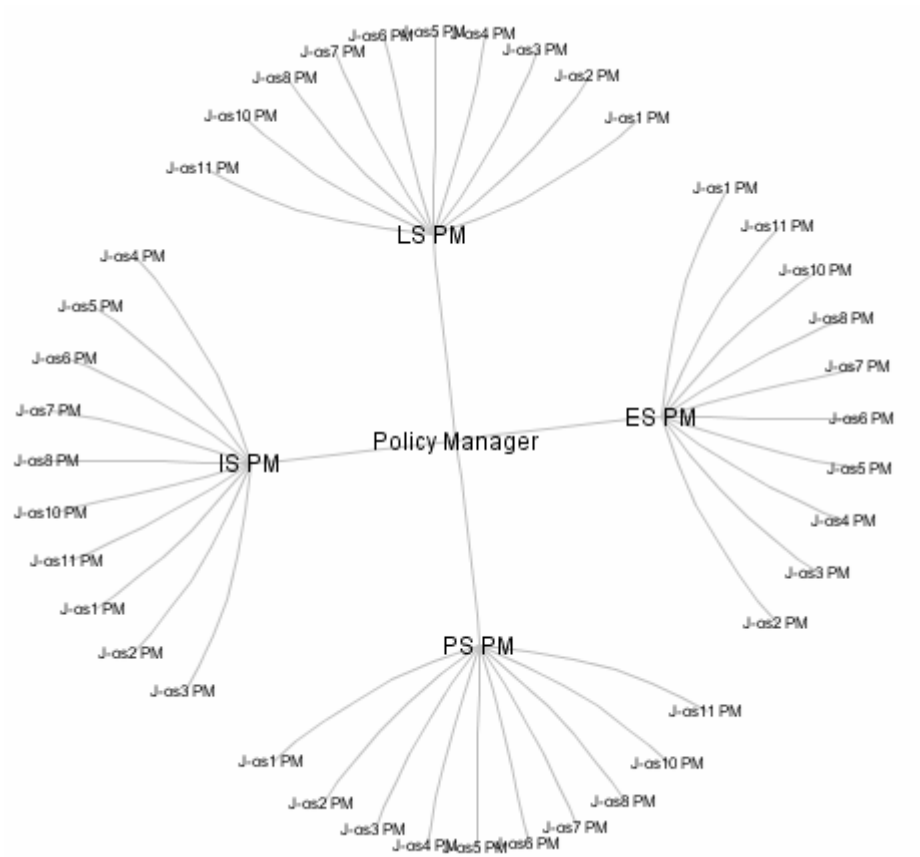 J-as6 PM
J-as5 PM
J-as4 PM
J-as7 PM
J-as3 PM
J-as8 PM
J-as2 PM
J-as10 PM
J-as1 PM
J-as11 PM
LS PM
J-as1 PM
J-as11 PM
J-as10 PM
J-as8 PM
J-as7 PM
J-as6 PM
J-as5 PM
J-as4 PM
J-as3 PM
J-as2 PM
ES PM
Policy Manager
IS PM
J-as4 PM
J-as5 PM
J-as6 PM
J-as7 PM
J-as8 PM
J-as10 PM
J-as11 PM
J-as1 PM
J-as2 PM
J-as3 PM
PS PM
J-as11 PM
J-as1 PM
J-as10 PM
J-as2 PM
J-as8 PM
J-as3 PM
J-as7 PM
J-as4 PM
J-as5 PM
J-as6 PM